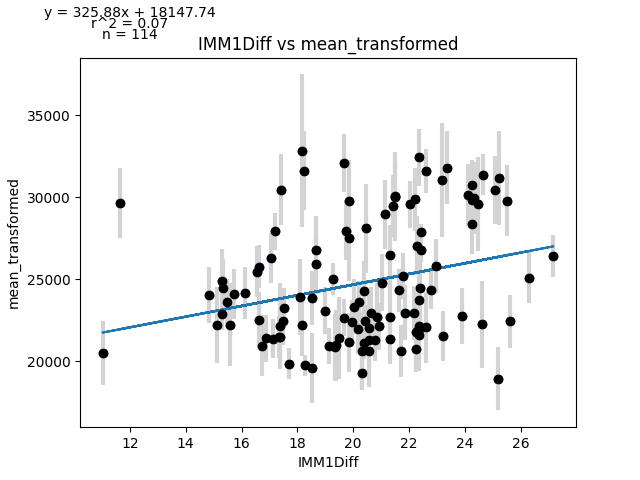 y = 325.88x + 18147.74
r^2 = 0.07
n = 114
IMM1Diff vs mean_transformed
35000
30000
25000
20000
mean_transformed
12 14 16 18 20 22 24 26
IMM1Diff